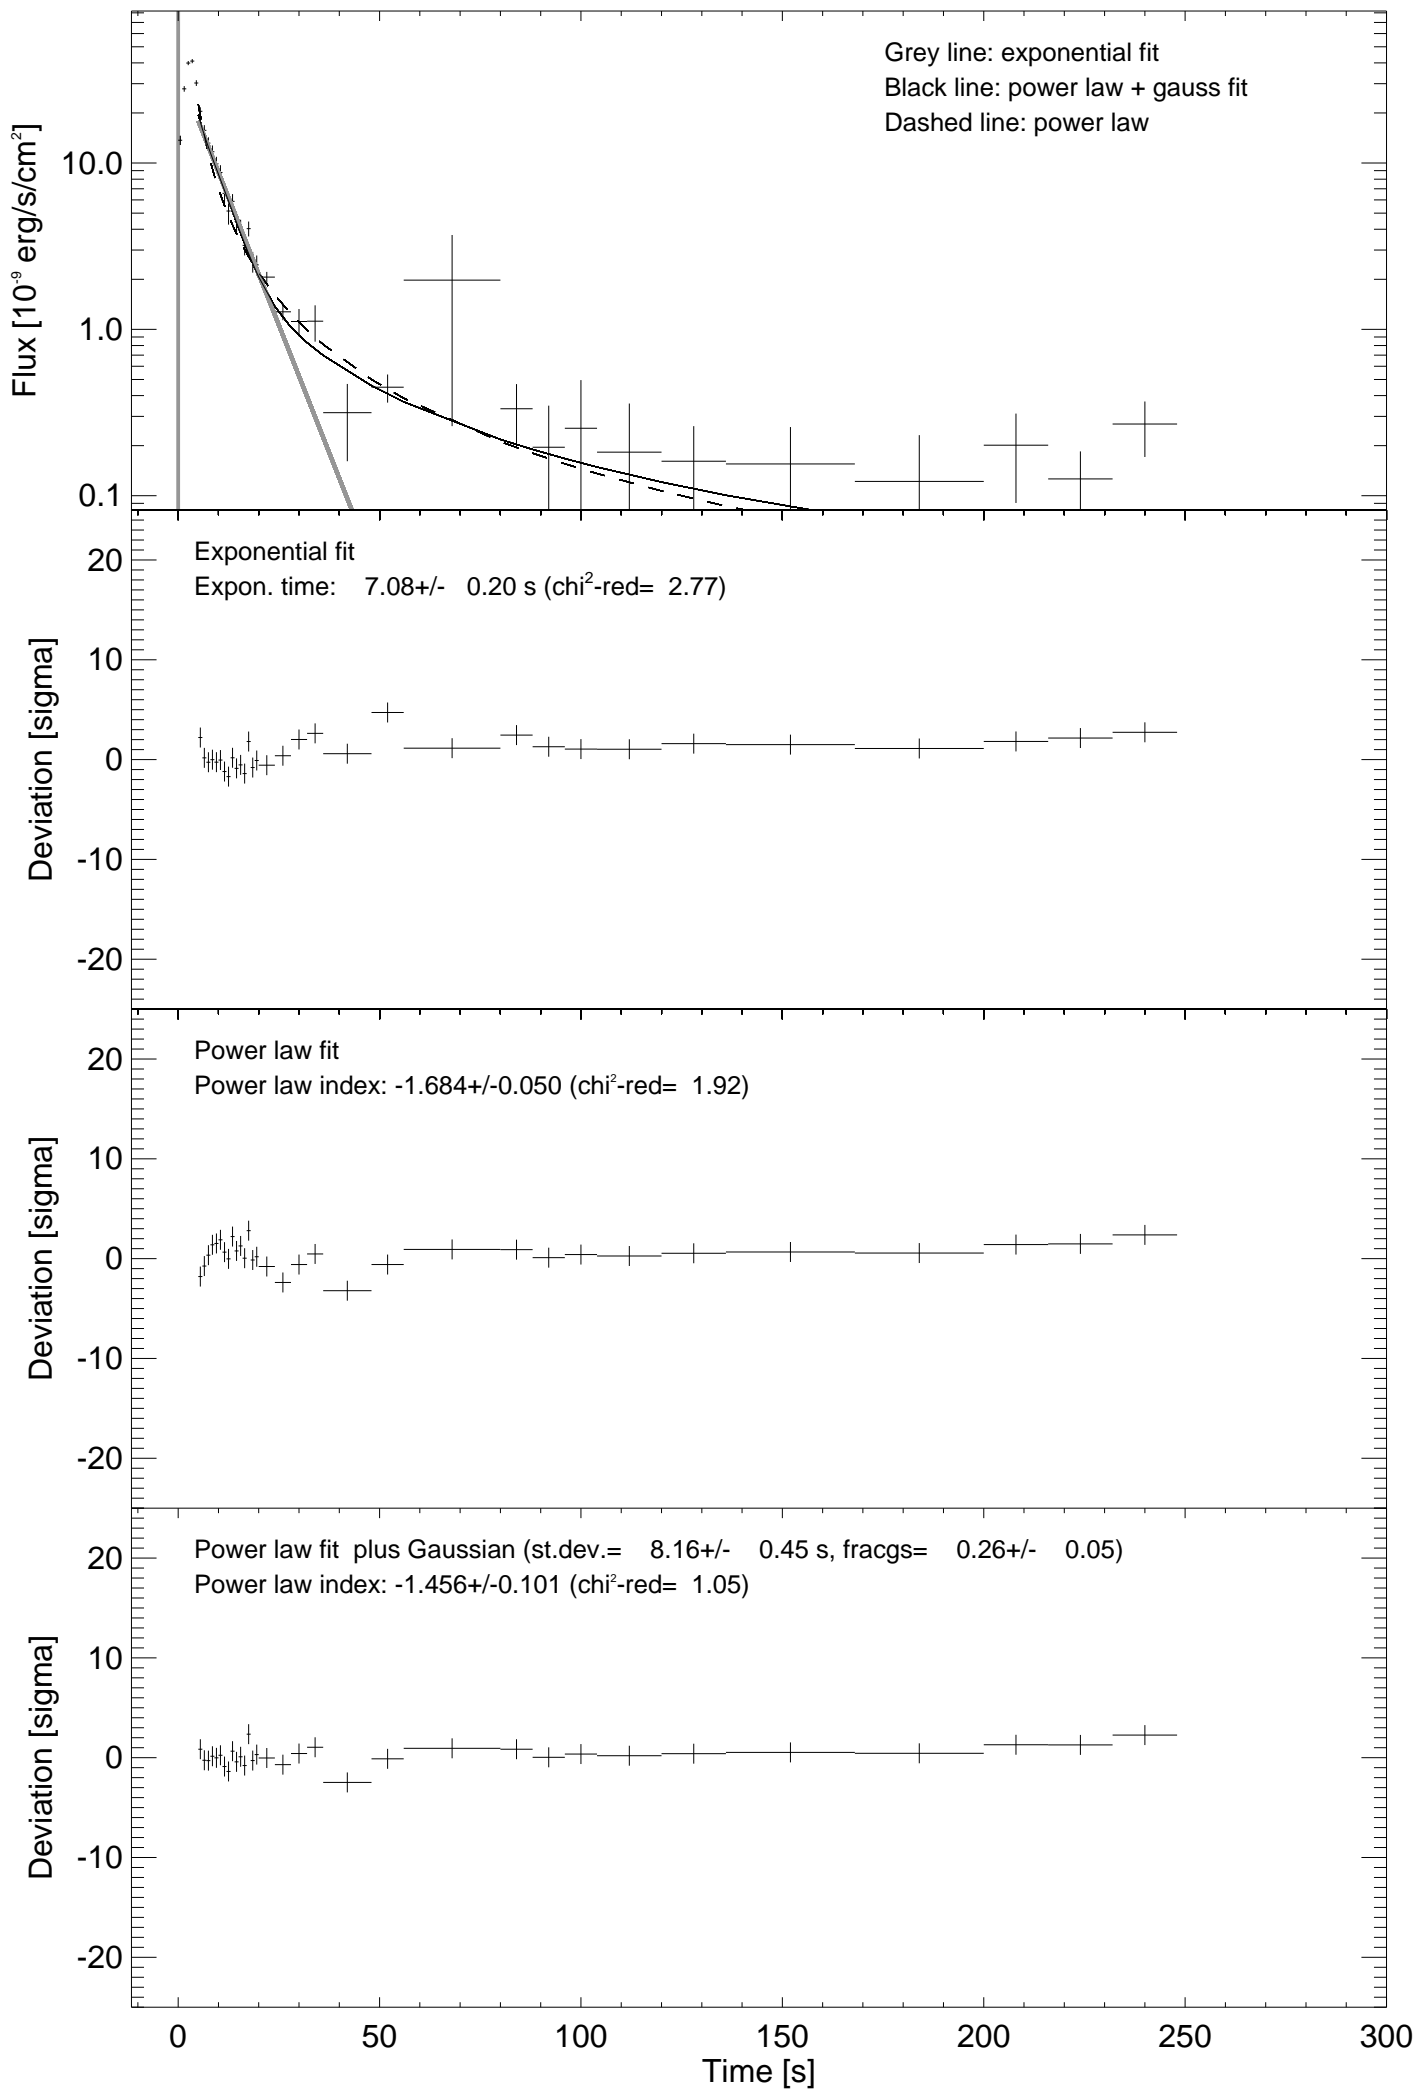 Grey line: exponential fit
Black line: power law + gauss fit
Dashed line: power law
Flux [10⁻⁹ erg/s/cm²]
10.0
1.0
0.1
Exponential fit
Expon. time: 7.08+/- 0.20 s (chi²-red= 2.77)
Deviation [sigma]
20
10
0
-10
-20
Power law fit
Power law index: -1.684+/-0.050 (chi²-red= 1.92)
Deviation [sigma]
20
10
0
-10
-20
Power law fit plus Gaussian (st.dev.= 8.16+/- 0.45 s, fracgs= 0.26+/- 0.05)
Power law index: -1.456+/-0.101 (chi²-red= 1.05)
Deviation [sigma]
20
10
0
-10
-20
0 50 100 150 200 250 300
Time [s]